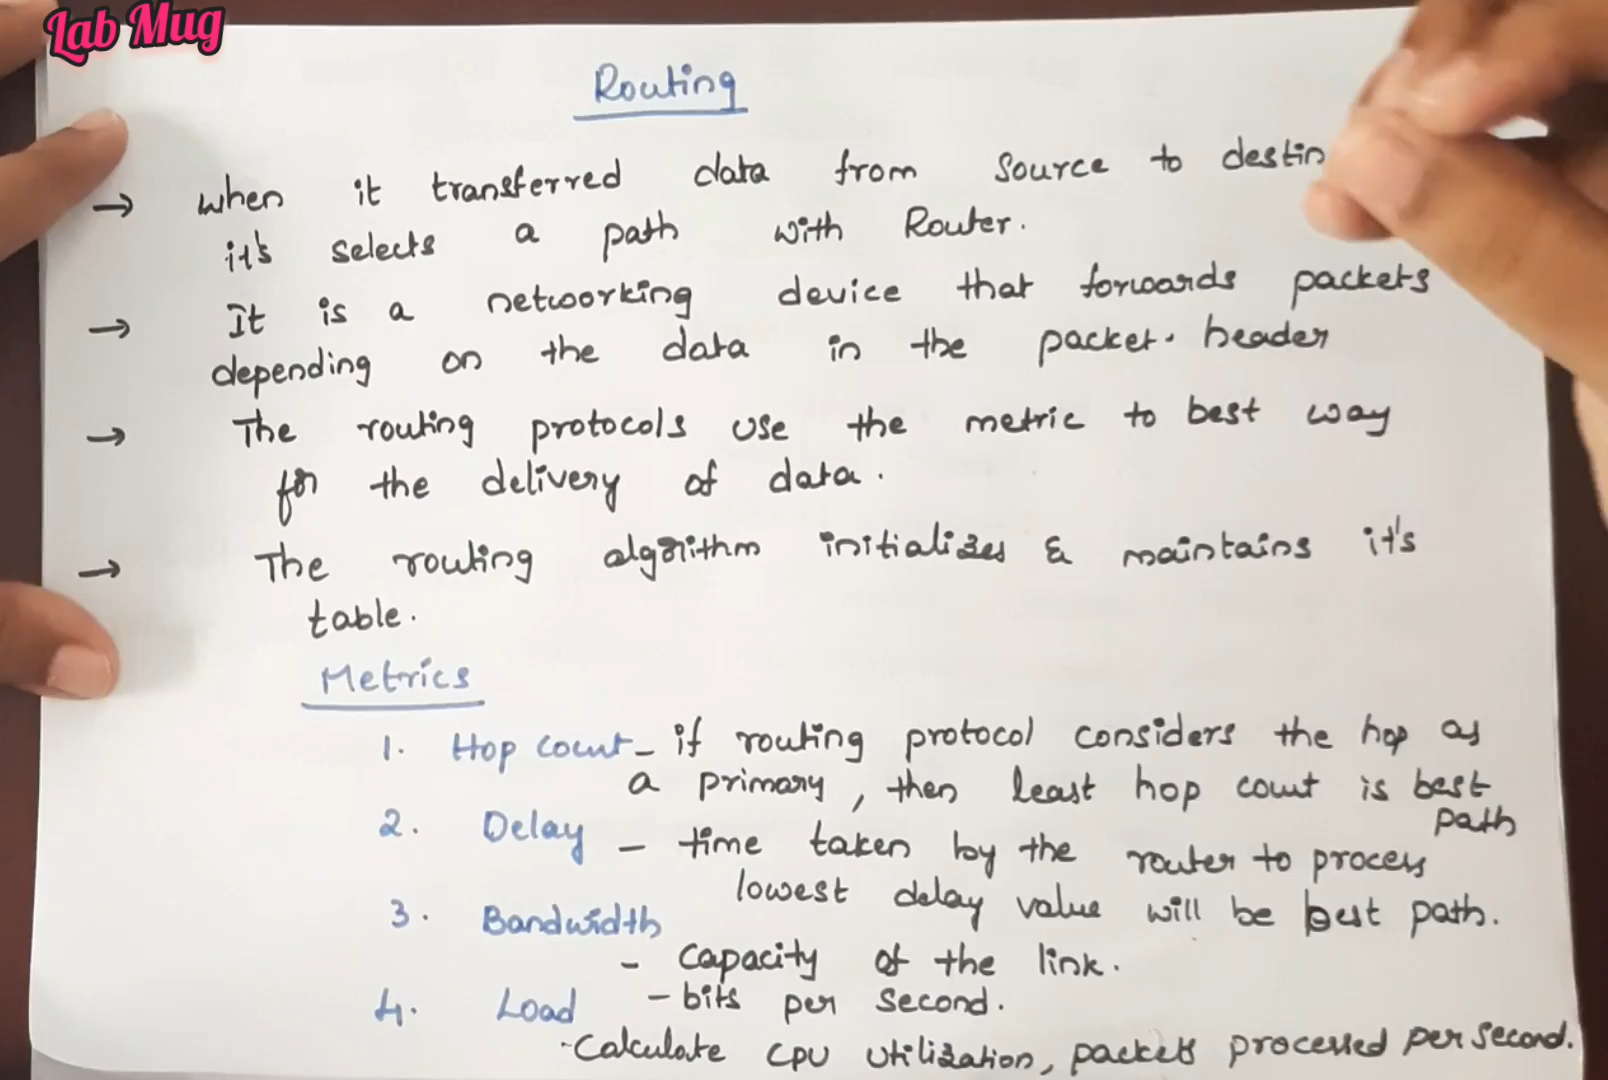 Lab Mug
Routing
→ when it transferred data from source to destin
it's selects a path with Router.
→ It is a networking device that forwards packets
depending on the data in the packet. header
→ The routing protocols use the metric to best way
for the delivery of data.
→ The routing algorithm initializes & maintains it's
table.
Metrics
1. Hop count - if routing protocol considers the hop as
a primary, then least hop count is best
path
2. Delay - time taken by the router to process
lowest delay value will be best path.
3. Bandwidth
- capacity of the link.
- bits per second.
4. Load
- Calculate CPU utilization, packets processed per second.